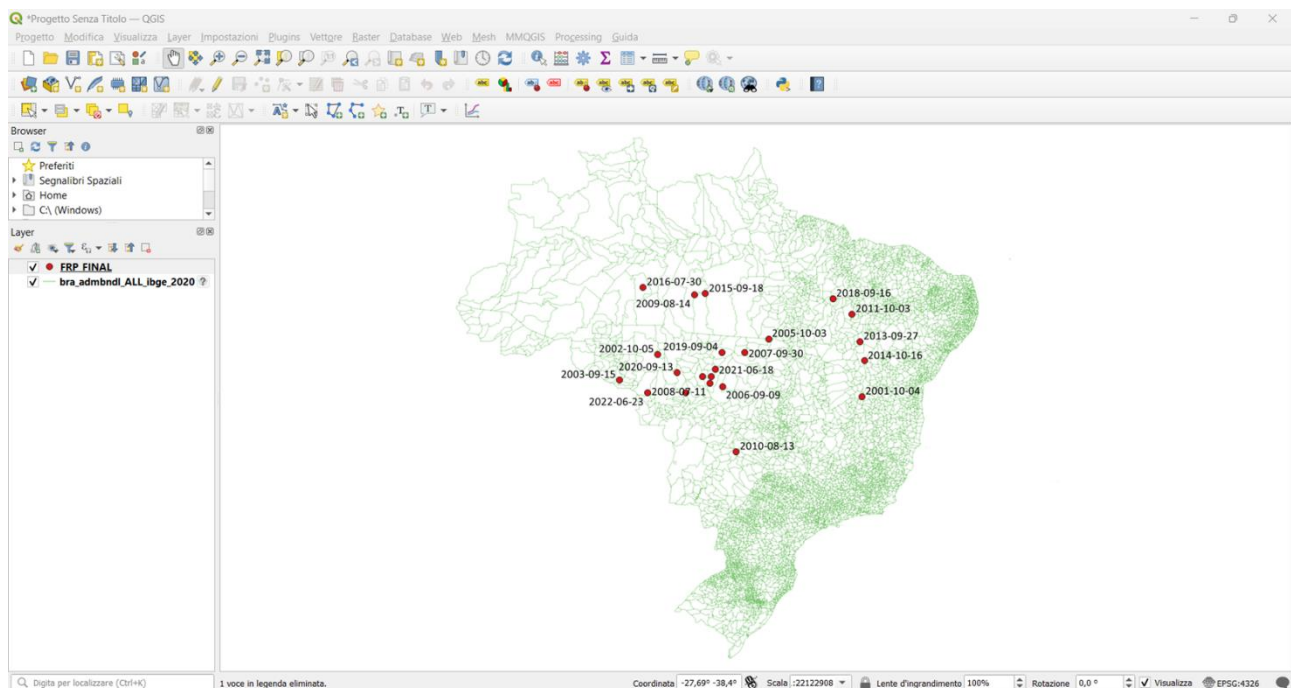 *Progetto Senza Titolo — QGIS
Progetto Modifica Visualizza Layer Impostazioni Plugins Vettore Raster Database Web Mesh MMQGIS Processing Guida
Browser
Preferiti
Segnalibri Spaziali
Home
C:\ (Windows)
Layer
FRP FINAL
bra_admbndl_ALL_ibge_2020
2016-07-30
2015-09-18
2009-08-14
2018-09-16
2011-10-03
2005-10-03
2013-09-27
2002-10-05
2019-09-04
2007-09-30
2014-10-16
2020-09-13
2021-06-18
2003-09-15
2008-07-11
2006-09-09
2001-10-04
2022-06-23
2010-08-13
Digita per localizzare (Ctrl+K)
1 voce in legenda eliminata.
Coordinata -27,69° -38,4° Scala :22122908 Lente d'ingrandimento 100% Rotazione 0,0 ° Visualizza EPSG:4326